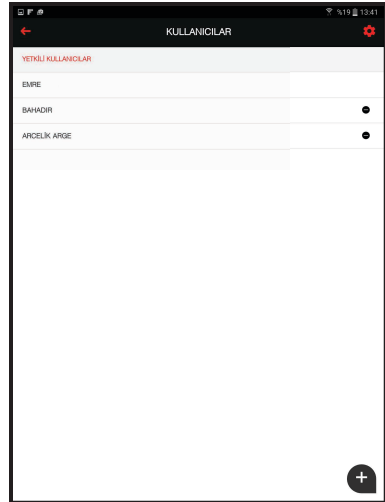 %19 13:41
KULLANICILAR
YETKİLİ KULLANICILAR
EMRE
BAHADIR
ARCELİK ARGE